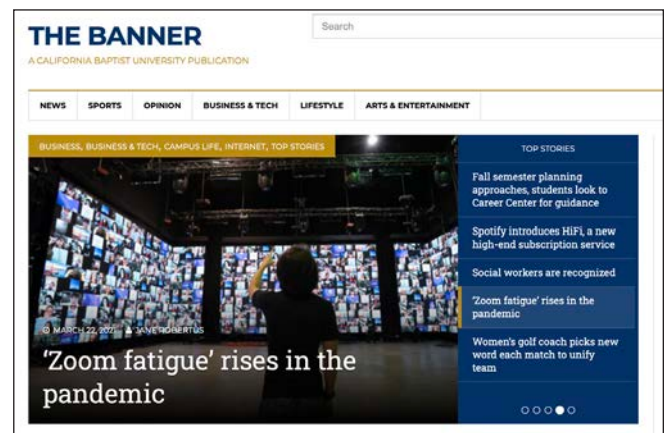 THE BANNER
Search
A CALIFORNIA BAPTIST UNIVERSITY PUBLICATION
NEWS SPORTS OPINION BUSINESS & TECH LIFESTYLE ARTS & ENTERTAINMENT
BUSINESS, BUSINESS & TECH, CAMPUS LIFE, INTERNET, TOP STORIES
MARCH 22, 2021 JANE ROBERTUS
‘Zoom fatigue’ rises in the
pandemic
TOP STORIES
Fall semester planning
approaches, students look to
Career Center for guidance
Spotify introduces HiFi, a new
high-end subscription service
Social workers are recognized
‘Zoom fatigue’ rises in the
pandemic
Women's golf coach picks new
word each match to unify
team